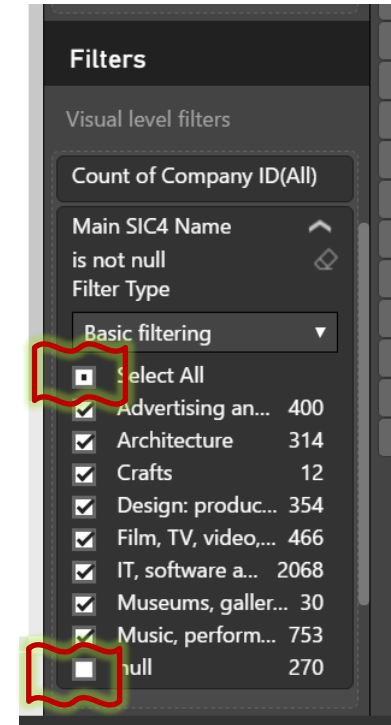 Filters
Visual level filters
Count of Company ID(All)
Main SIC4 Name
is not null
Filter Type
Basic filtering
Select All
Advertising an... 400
Architecture 314
Crafts 12
Design: produc... 354
Film, TV, video,... 466
IT, software a... 2068
Museums, galler... 30
Music, perform... 753
null 270